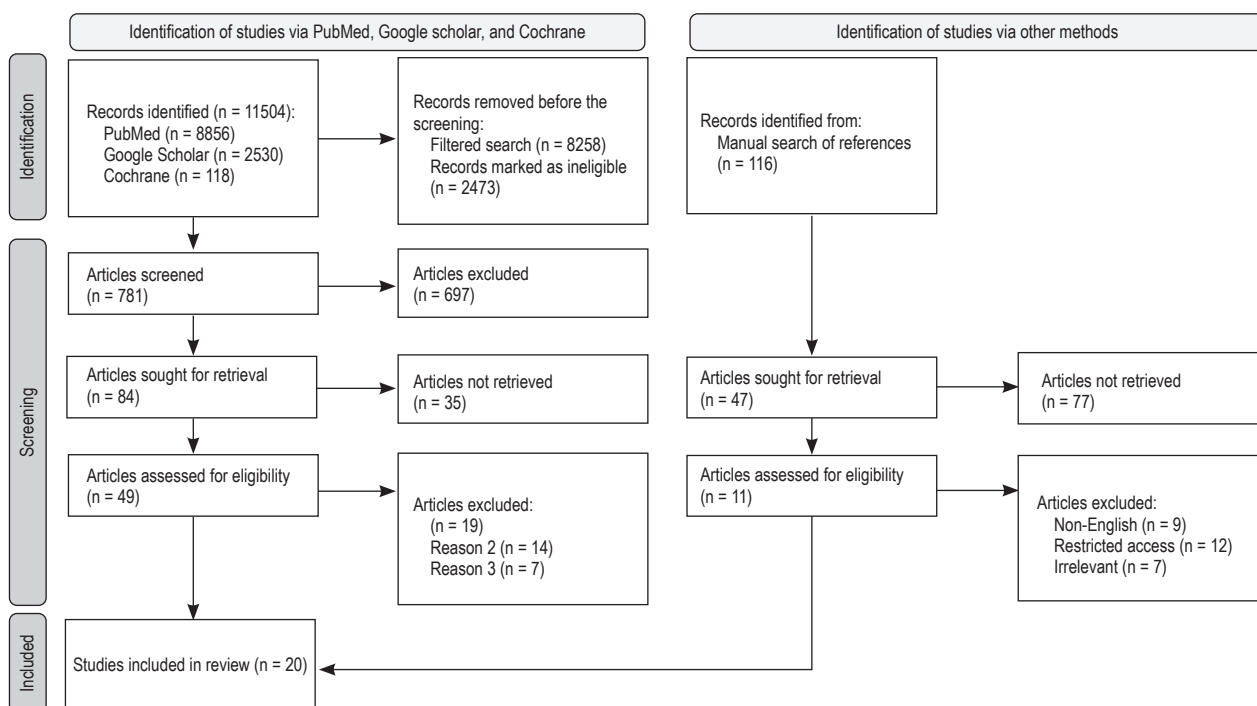 Identification of studies via PubMed, Google scholar, and Cochrane
Identification of studies via other methods
Identification
Records identified (n = 11504):
PubMed (n = 8856)
Google Scholar (n = 2530)
Cochrane (n = 118)
Records removed before the
screening:
Filtered search (n = 8258)
Records marked as ineligible
(n = 2473)
Records identified from:
Manual search of references
(n = 116)
Screening
Articles screened
(n = 781)
Articles excluded
(n = 697)
Articles sought for retrieval
(n = 84)
Articles not retrieved
(n = 35)
Articles sought for retrieval
(n = 47)
Articles not retrieved
(n = 77)
Articles assessed for eligibility
(n = 49)
Articles excluded:
(n = 19)
Reason 2 (n = 14)
Reason 3 (n = 7)
Articles assessed for eligibility
(n = 11)
Articles excluded:
Non-English (n = 9)
Restricted access (n = 12)
Irrelevant (n = 7)
Included
Studies included in review (n = 20)